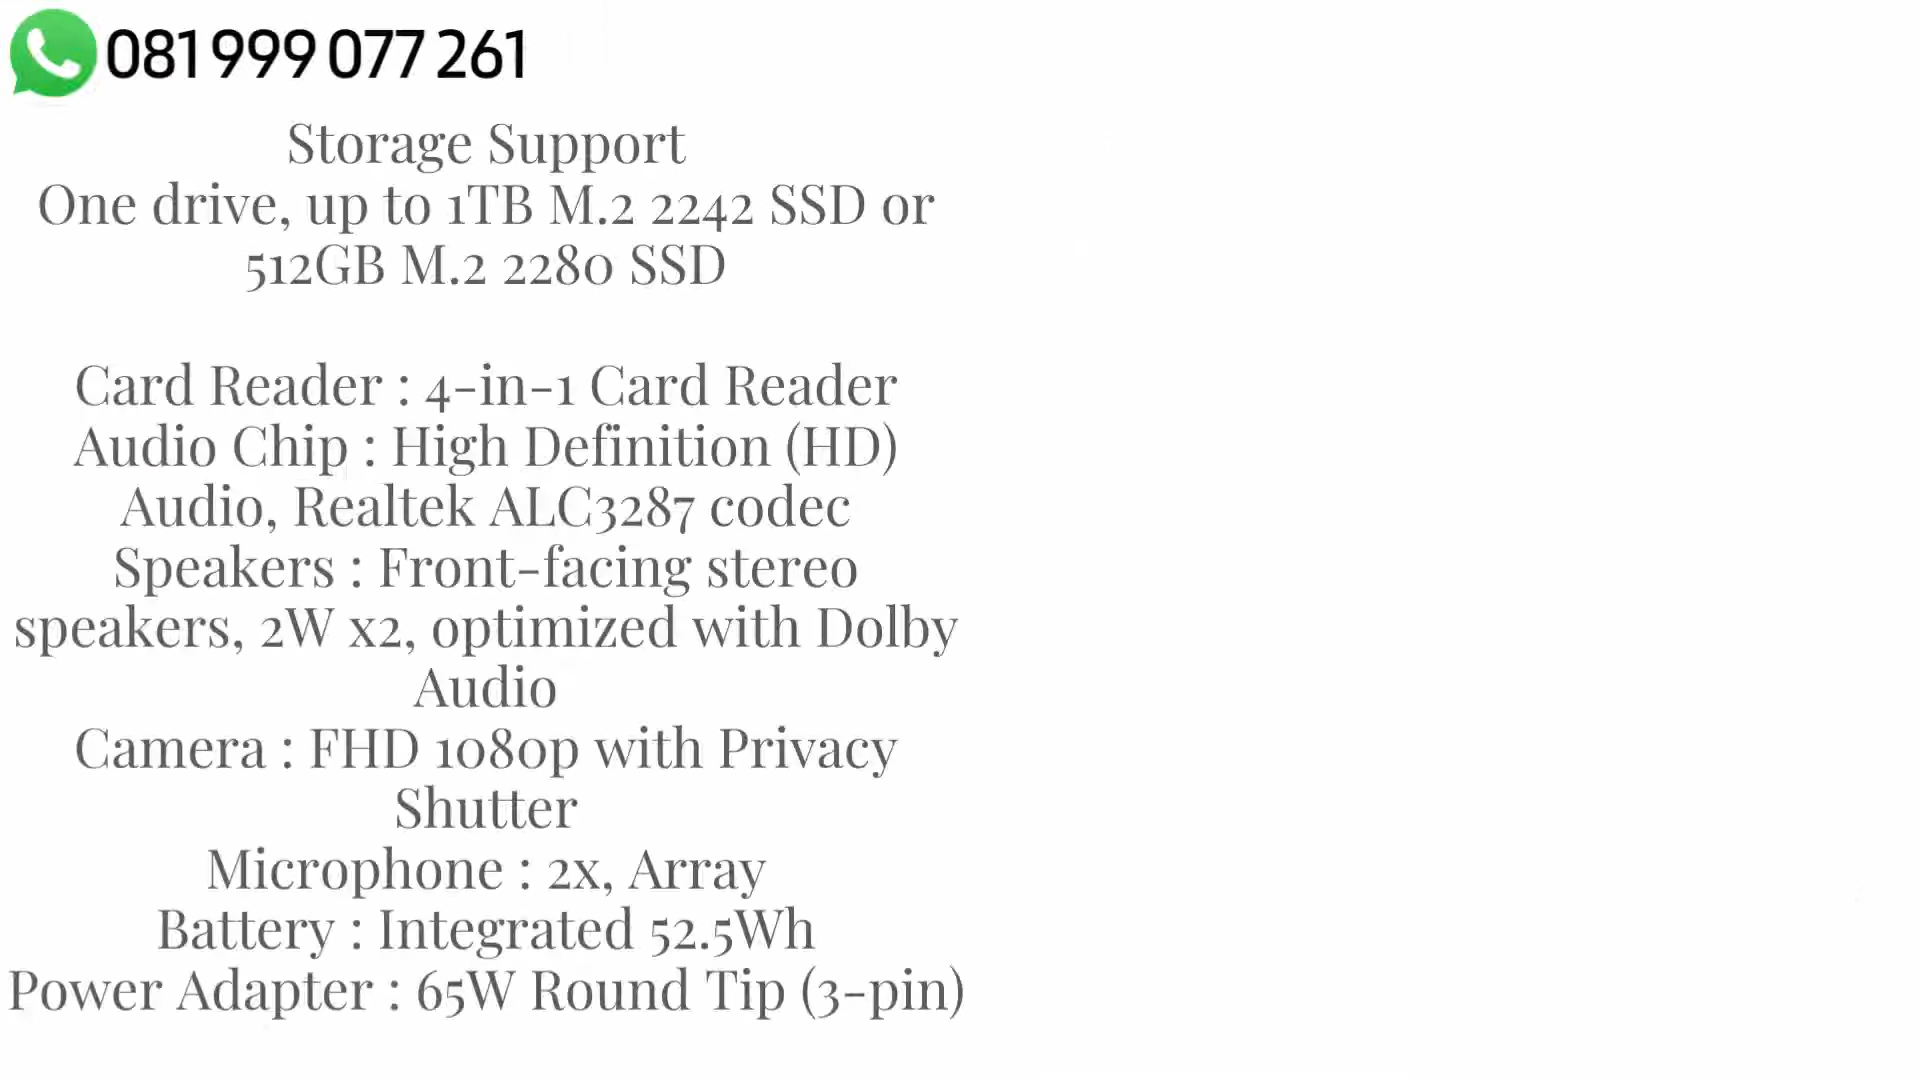 081 999 077 261
Storage Support
One drive, up to 1TB M.2 2242 SSD or
512GB M.2 2280 SSD
Card Reader : 4-in-1 Card Reader
Audio Chip : High Definition (HD)
Audio, Realtek ALC3287 codec
Speakers : Front-facing stereo
speakers, 2W x2, optimized with Dolby
Audio
Camera : FHD 1080p with Privacy
Shutter
Microphone : 2x, Array
Battery : Integrated 52.5Wh
Power Adapter : 65W Round Tip (3-pin)